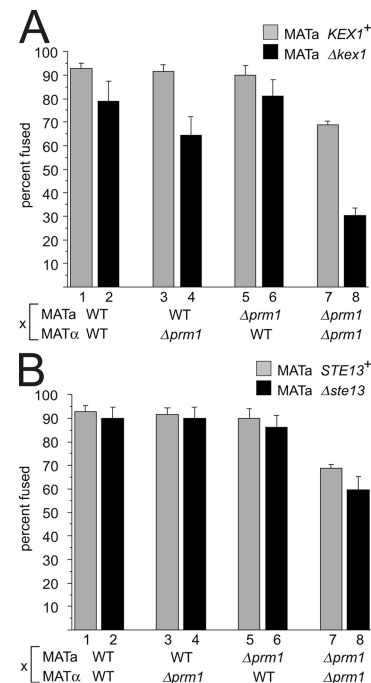 A
MATa KEX1+
MATa Δkex1
percent fused
100
90
80
70
60
50
40
30
20
10
1 2 3 4 5 6 7 8
x MATa WT WT Δprm1 Δprm1
MATα WT Δprm1 WT Δprm1
B
MATa STE13+
MATa Δste13
percent fused
100
90
80
70
60
50
40
30
20
10
1 2 3 4 5 6 7 8
x MATa WT WT Δprm1 Δprm1
MATα WT Δprm1 WT Δprm1